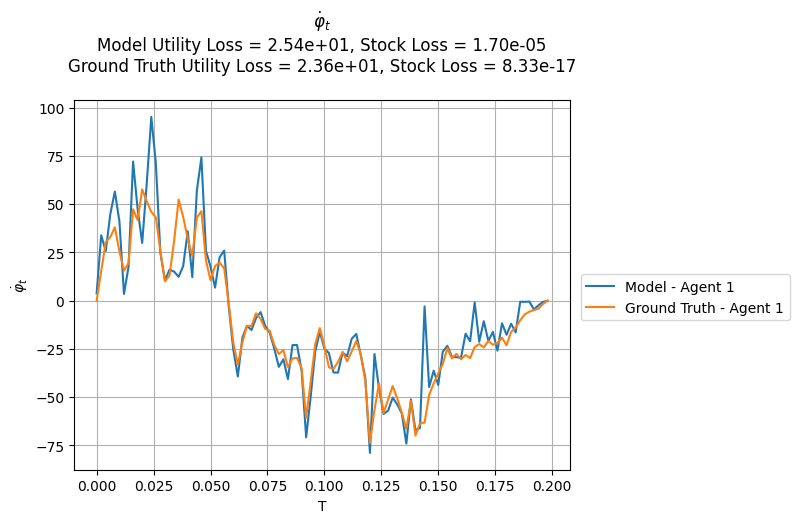 φ̇ₜ
Model Utility Loss = 2.54e+01, Stock Loss = 1.70e-05
Ground Truth Utility Loss = 2.36e+01, Stock Loss = 8.33e-17
100
75
50
25
0
−25
−50
−75
φ̇ₜ
0.000 0.025 0.050 0.075 0.100 0.125 0.150 0.175 0.200
T
Model - Agent 1
Ground Truth - Agent 1